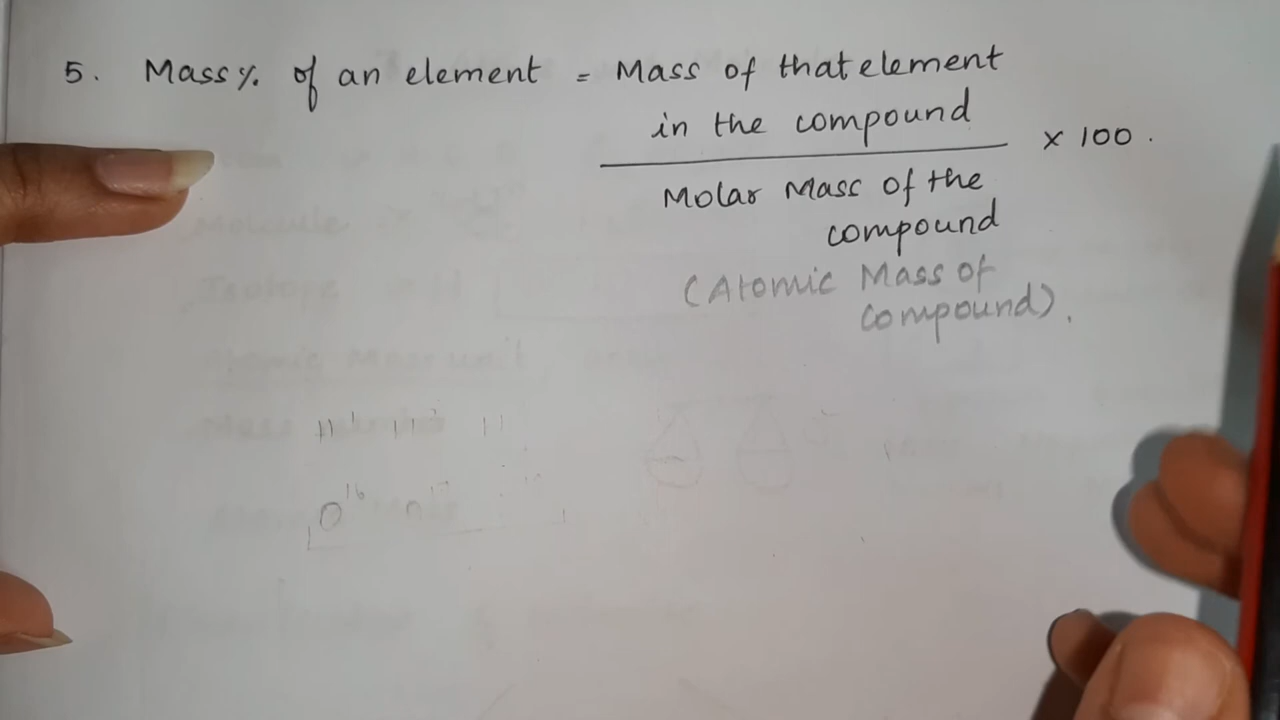 5. Mass% of an element = Mass of that element
in the compound
× 100.
Molar Mass of the
compound
(Atomic Mass of
compound).
O 16